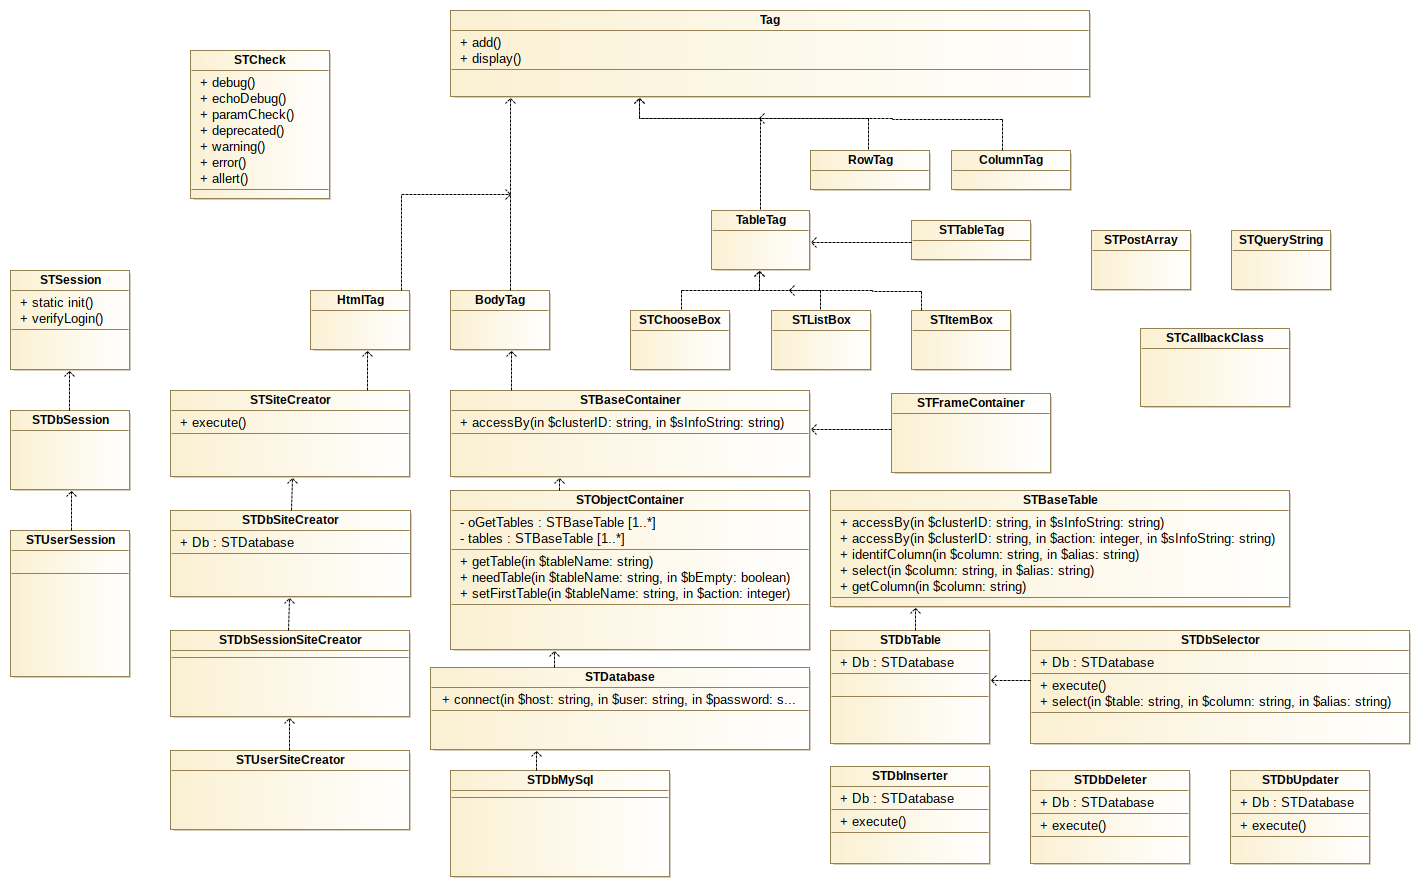 Tag
+ add()
+ display()
STCheck
+ debug()
+ echoDebug()
+ paramCheck()
+ deprecated()
+ warning()
+ error()
+ allert()
RowTag
ColumnTag
TableTag
STTableTag
STPostArray
STQueryString
STSession
+ static init()
+ verifyLogin()
HtmlTag
BodyTag
STChooseBox
STListBox
STItemBox
STCallbackClass
STDbSession
STSiteCreator
+ execute()
STBaseContainer
+ accessBy(in $clusterID: string, in $sInfoString: string)
STFrameContainer
STUserSession
STDbSiteCreator
+ Db : STDatabase
STObjectContainer
- oGetTables : STBaseTable [1..*]
- tables : STBaseTable [1..*]
+ getTable(in $tableName: string)
+ needTable(in $tableName: string, in $bEmpty: boolean)
+ setFirstTable(in $tableName: string, in $action: integer)
STBaseTable
+ accessBy(in $clusterID: string, in $sInfoString: string)
+ accessBy(in $clusterID: string, in $action: integer, in $sInfoString: string)
+ identifColumn(in $column: string, in $alias: string)
+ select(in $column: string, in $alias: string)
+ getColumn(in $column: string)
STDbSessionSiteCreator
STDatabase
+ connect(in $host: string, in $user: string, in $password: s...
STDbTable
+ Db : STDatabase
STDbSelector
+ Db : STDatabase
+ execute()
+ select(in $table: string, in $column: string, in $alias: string)
STUserSiteCreator
STDbMySql
STDbInserter
+ Db : STDatabase
+ execute()
STDbDeleter
+ Db : STDatabase
+ execute()
STDbUpdater
+ Db : STDatabase
+ execute()